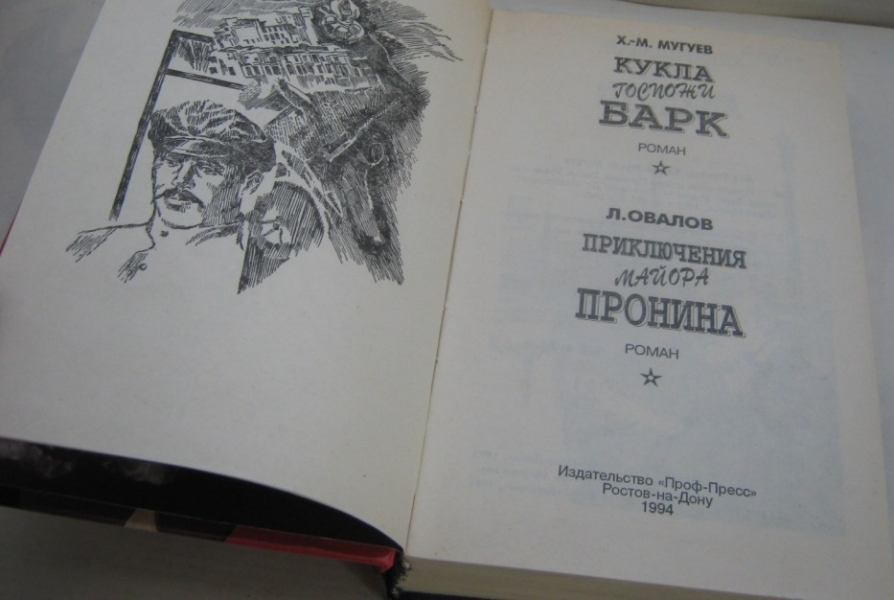 Х.-М. МУГУЕВ
КУКЛА
ГОСПОЖИ
БАРК
РОМАН
Л.ОВАЛОВ
ПРИКЛЮЧЕНИЯ
МАЙОРА
ПРОНИНА
РОМАН
Издательство «Проф-Пресс»
Ростов-на-Дону
1994